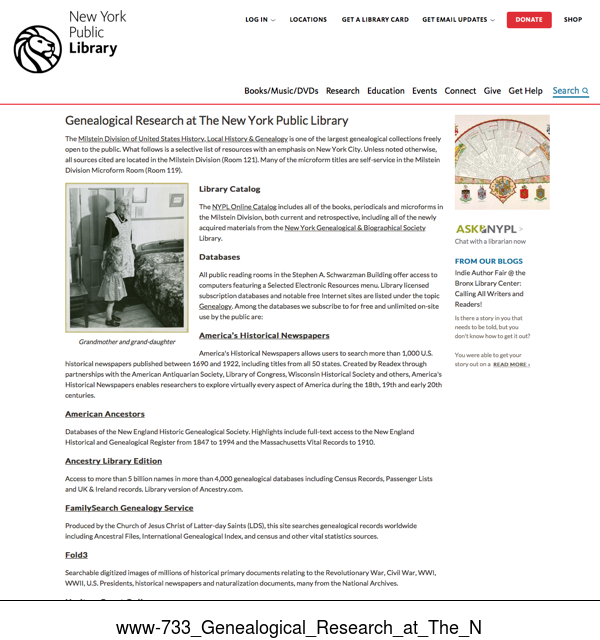 New York
Public
Library
LOG IN
LOCATIONS
GET A LIBRARY CARD
GET EMAIL UPDATES
DONATE
SHOP
Books/Music/DVDs
Research
Education
Events
Connect
Give
Get Help
Search
Genealogical Research at The New York Public Library
The Milstein Division of United States History, Local History & Genealogy is one of the largest genealogical collections freely
open to the public. What follows is a selective list of resources with an emphasis on New York City. Unless noted otherwise,
all sources cited are located in the Milstein Division (Room 121). Many of the microform titles are self-service in the Milstein
Division Microform Room (Room 119).
Library Catalog
The NYPL Online Catalog includes all of the books, periodicals and microforms in
the Milstein Division, both current and retrospective, including all of the newly
acquired materials from the New York Genealogical & Biographical Society
Library.
Databases
All public reading rooms in the Stephen A. Schwarzman Building offer access to
computers featuring a Selected Electronic Resources menu. Library licensed
subscription databases and notable free Internet sites are listed under the topic
Genealogy. Among the databases we subscribe to for free and unlimited on-site
use by the public are:
Grandmother and grand-daughter
America's Historical Newspapers
America's Historical Newspapers allows users to search more than 1,000 U.S.
historical newspapers published between 1690 and 1922, including titles from all 50 states. Created by Readex through
partnerships with the American Antiquarian Society, Library of Congress, Wisconsin Historical Society and others, America's
Historical Newspapers enables researchers to explore virtually every aspect of America during the 18th, 19th and early 20th
centuries.
American Ancestors
Databases of the New England Historic Genealogical Society. Highlights include full-text access to the New England
Historical and Genealogical Register from 1847 to 1994 and the Massachusetts Vital Records to 1910.
Ancestry Library Edition
Access to more than 5 billion names in more than 4,000 genealogical databases including Census Records, Passenger Lists
and UK & Ireland records. Library version of Ancestry.com.
FamilySearch Genealogy Service
Produced by the Church of Jesus Christ of Latter-day Saints (LDS), this site searches genealogical records worldwide
including Ancestral Files, International Genealogical Index, and census and other vital statistics sources.
Fold3
Searchable digitized images of millions of historical primary documents relating to the Revolutionary War, Civil War, WWI,
WWII, U.S. Presidents, historical newspapers and naturalization documents, many from the National Archives.
ASK NYPL >
Chat with a librarian now
FROM OUR BLOGS
Indie Author Fair @ the
Bronx Library Center:
Calling All Writers and
Readers!
Is there a story in you that
needs to be told, but you
don't know how to get it out?
You were able to get your
story out on a READ MORE ›
www-733_Genealogical_Research_at_The_N